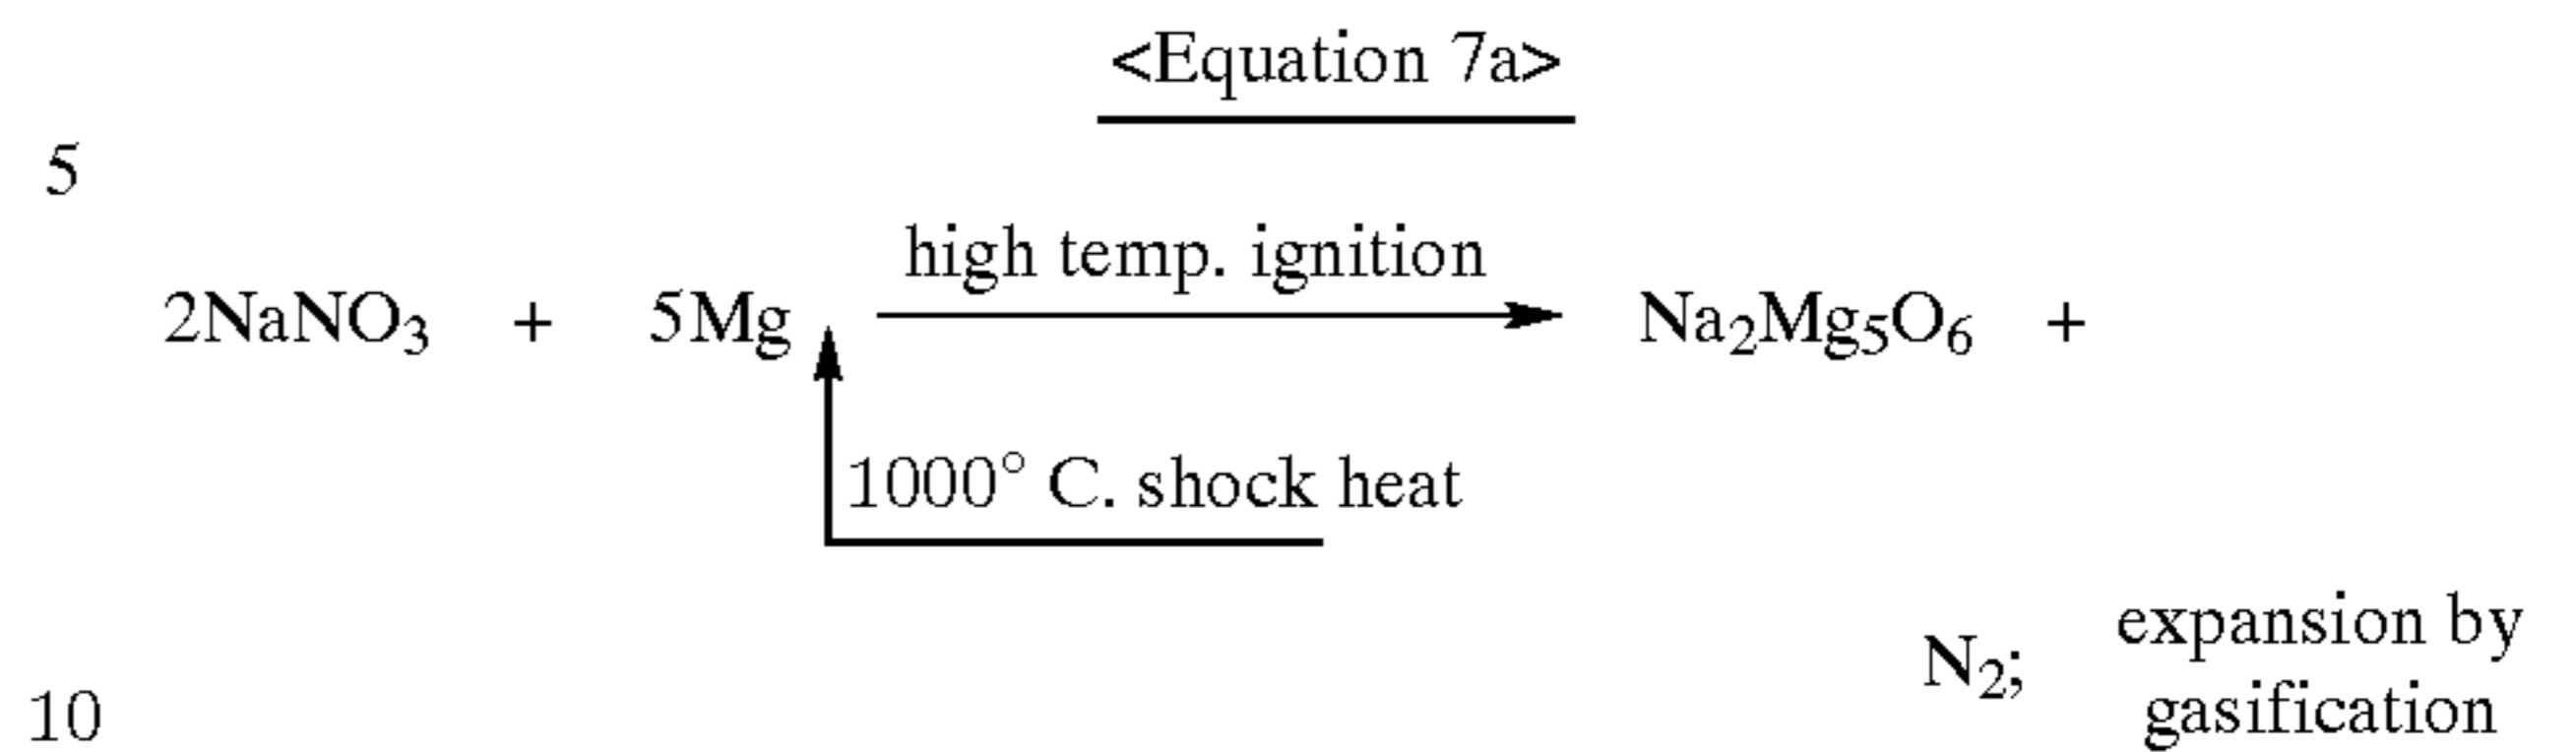 <Equation 7a>
5
2NaNO3 + 5Mg high temp. ignition Na2Mg5O6 +
1000° C. shock heat
N2; expansion by
10 gasification